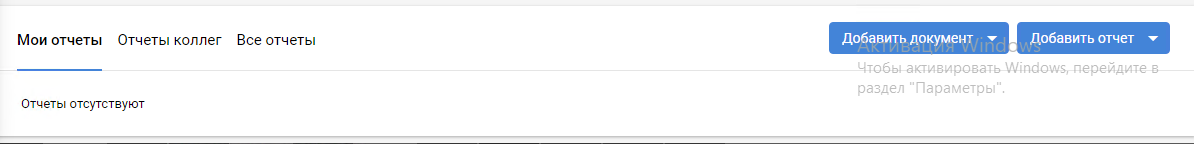 Мои отчеты Отчеты коллег Все отчеты Добавить документ Добавить отчет
Активация Windows
Чтобы активировать Windows, перейдите в
раздел "Параметры".
Отчеты отсутствуют